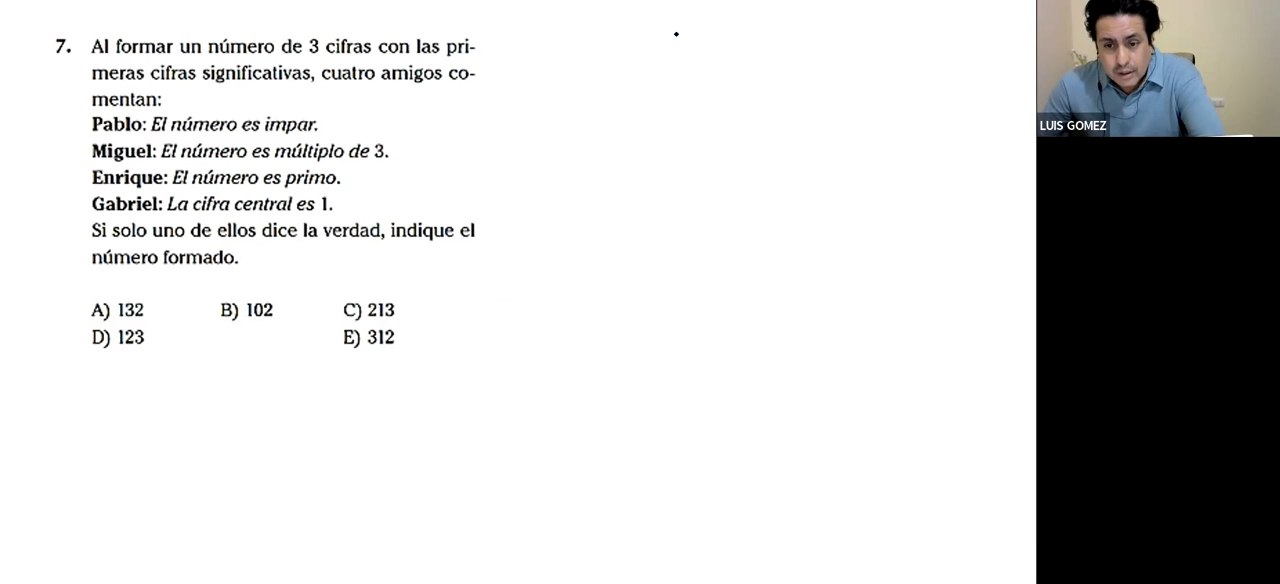 7. Al formar un número de 3 cifras con las pri-
meras cifras significativas, cuatro amigos co-
mentan:
Pablo: El número es impar.
Miguel: El número es múltiplo de 3.
Enrique: El número es primo.
Gabriel: La cifra central es 1.
Si solo uno de ellos dice la verdad, indique el
número formado.
A) 132 B) 102 C) 213
D) 123 E) 312
LUIS GOMEZ